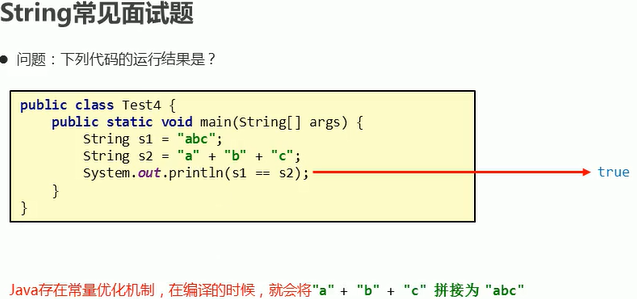 String常见面试题
● 问题：下列代码的运行结果是？
public class Test4 {
    public static void main(String[] args) {
        String s1 = "abc";
        String s2 = "a" + "b" + "c";
        System.out.println(s1 == s2);
true
    }
}
Java存在常量优化机制，在编译的时候，就会将"a" + "b" + "c" 拼接为 "abc"